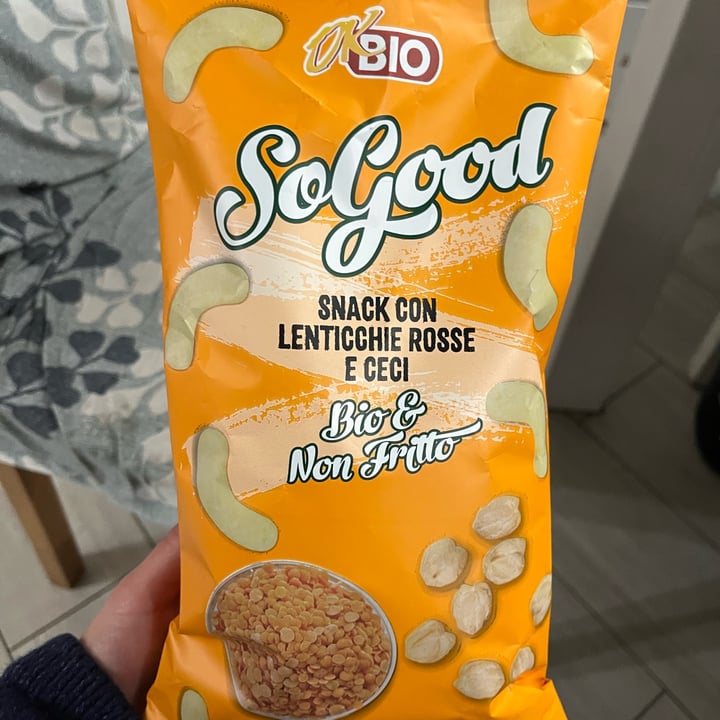 OKBIO
SoGood
SNACK CON
LENTICCHIE ROSSE
E CECI
Bio &
Non Fritto